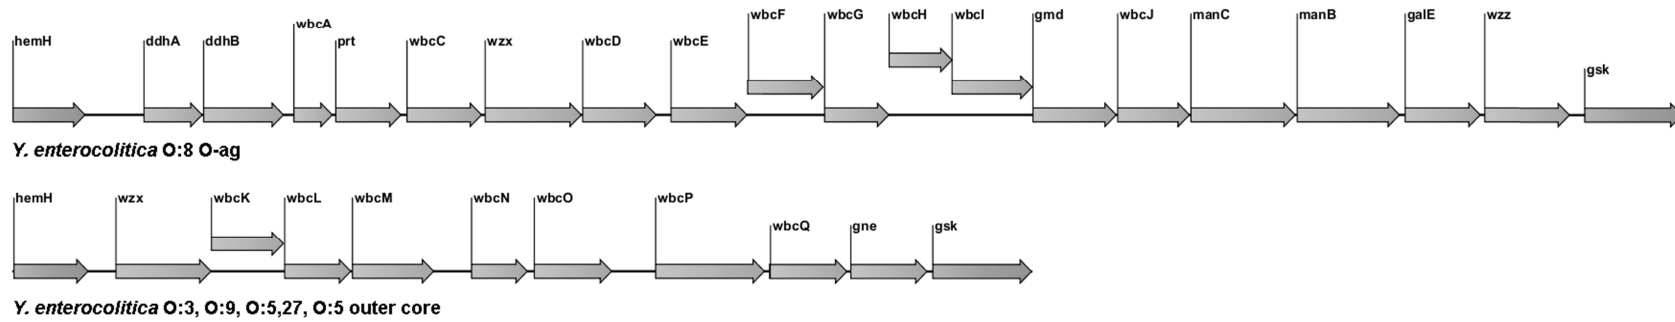 hemH ddhA ddhB wbcA prt wbcC wzx wbcD wbcE wbcF wbcG wbcH wbcI gmd wbcJ manC manB galE wzz gsk
Y. enterocolitica O:8 O-ag
hemH wzx wbcK wbcL wbcM wbcN wbcO wbcP wbcQ gne gsk
Y. enterocolitica O:3, O:9, O:5,27, O:5 outer core